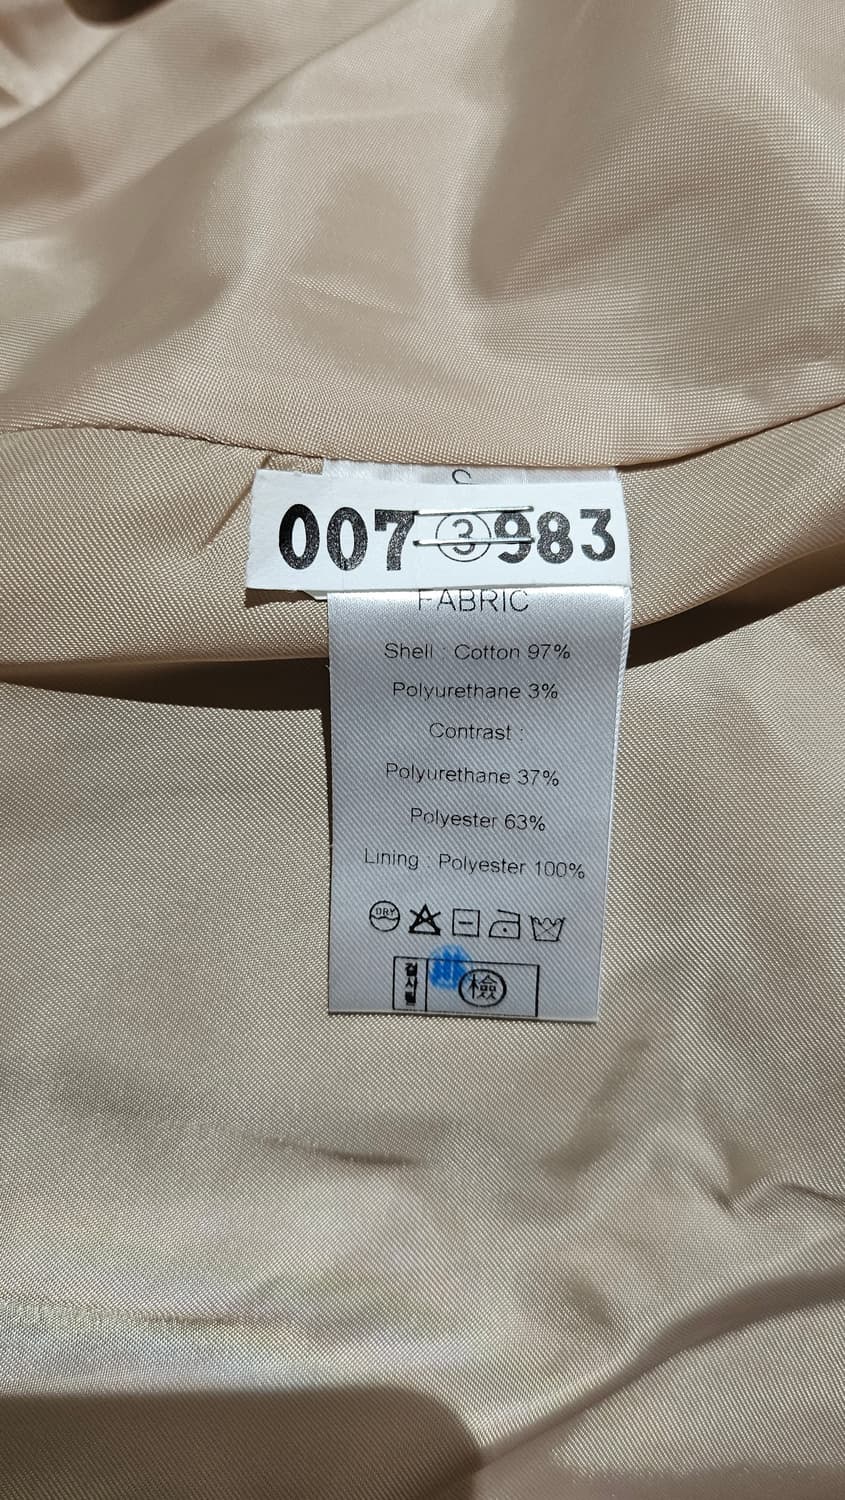 S
007 ③ 983
FABRIC
Shell : Cotton 97%
Polyurethane 3%
Contrast :
Polyurethane 37%
Polyester 63%
Lining : Polyester 100%
DRY
검사필
檢